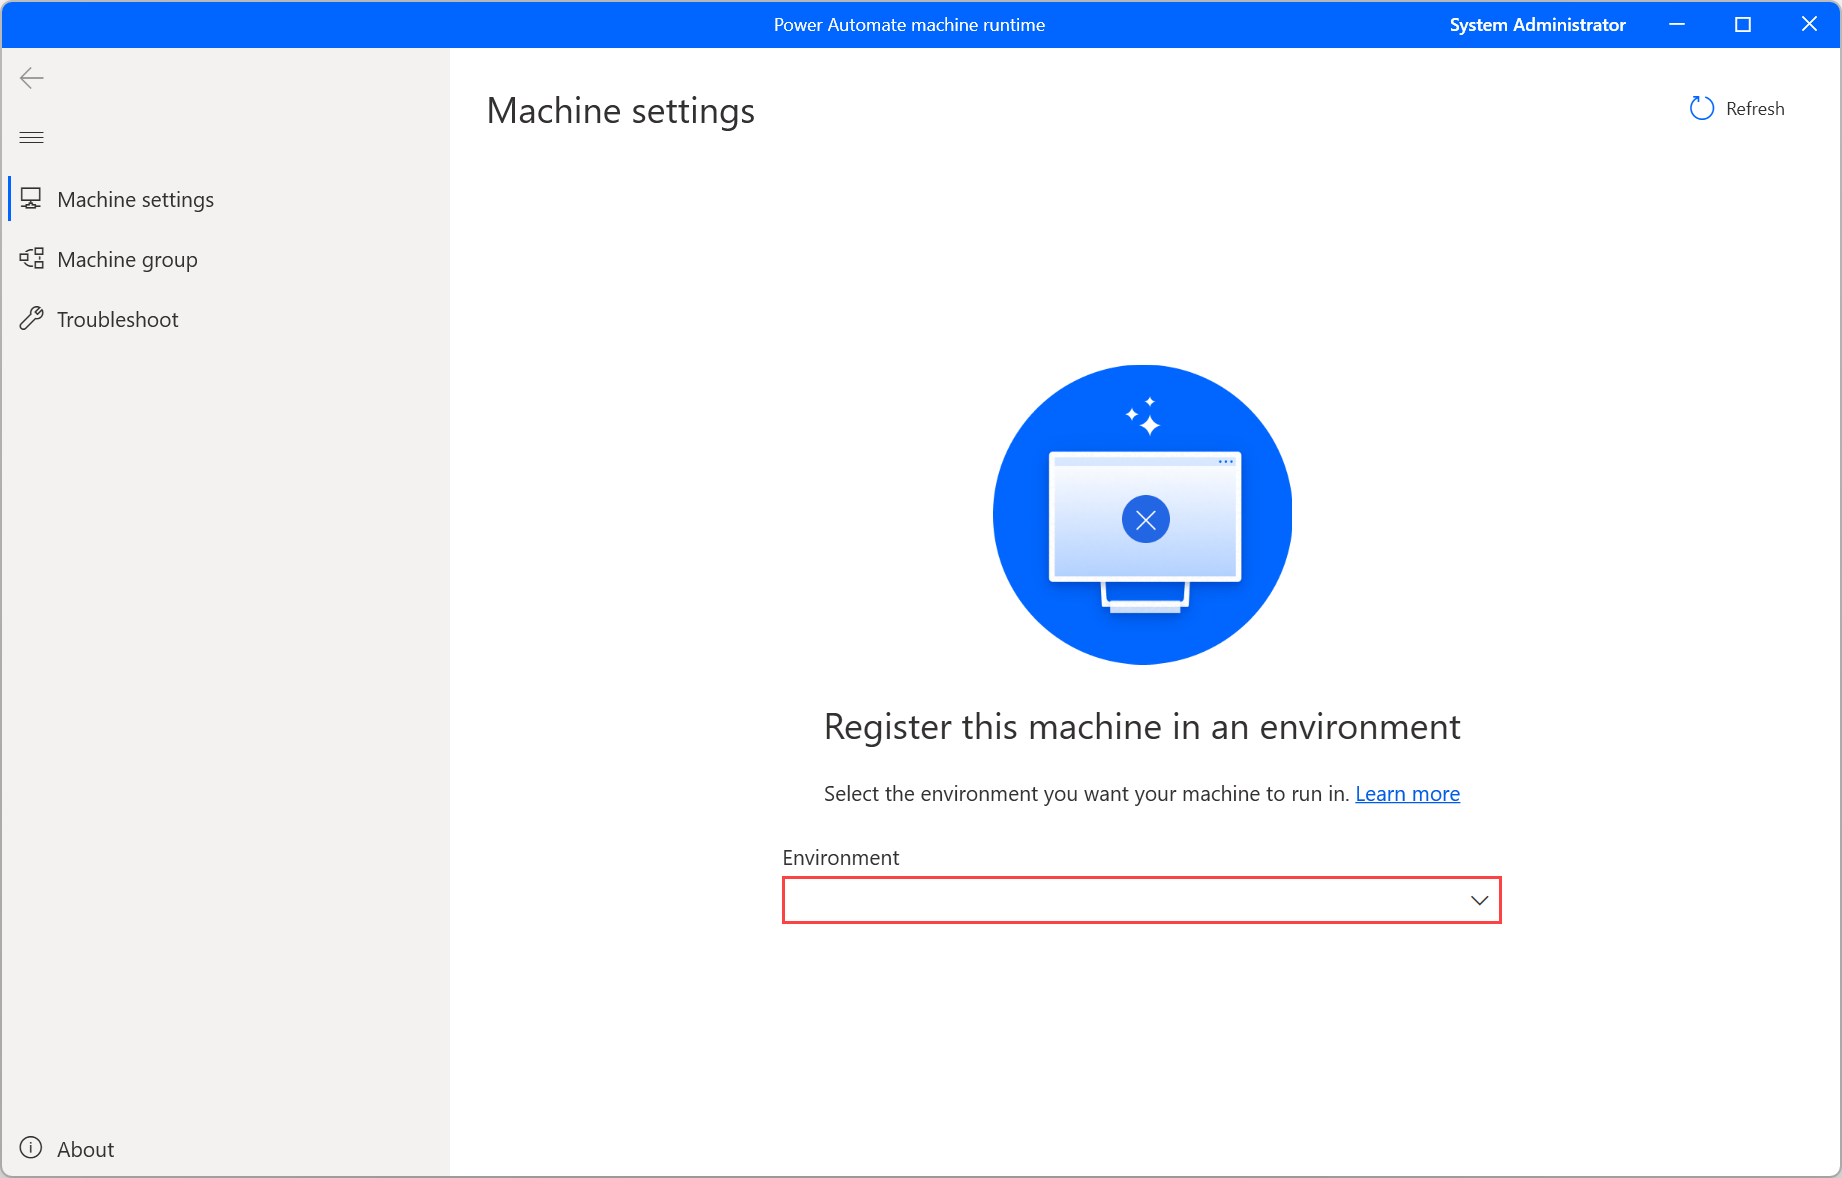 Power Automate machine runtime
System Administrator
Machine settings
Refresh
Machine settings
Machine group
Troubleshoot
Register this machine in an environment
Select the environment you want your machine to run in. Learn more
Environment
About